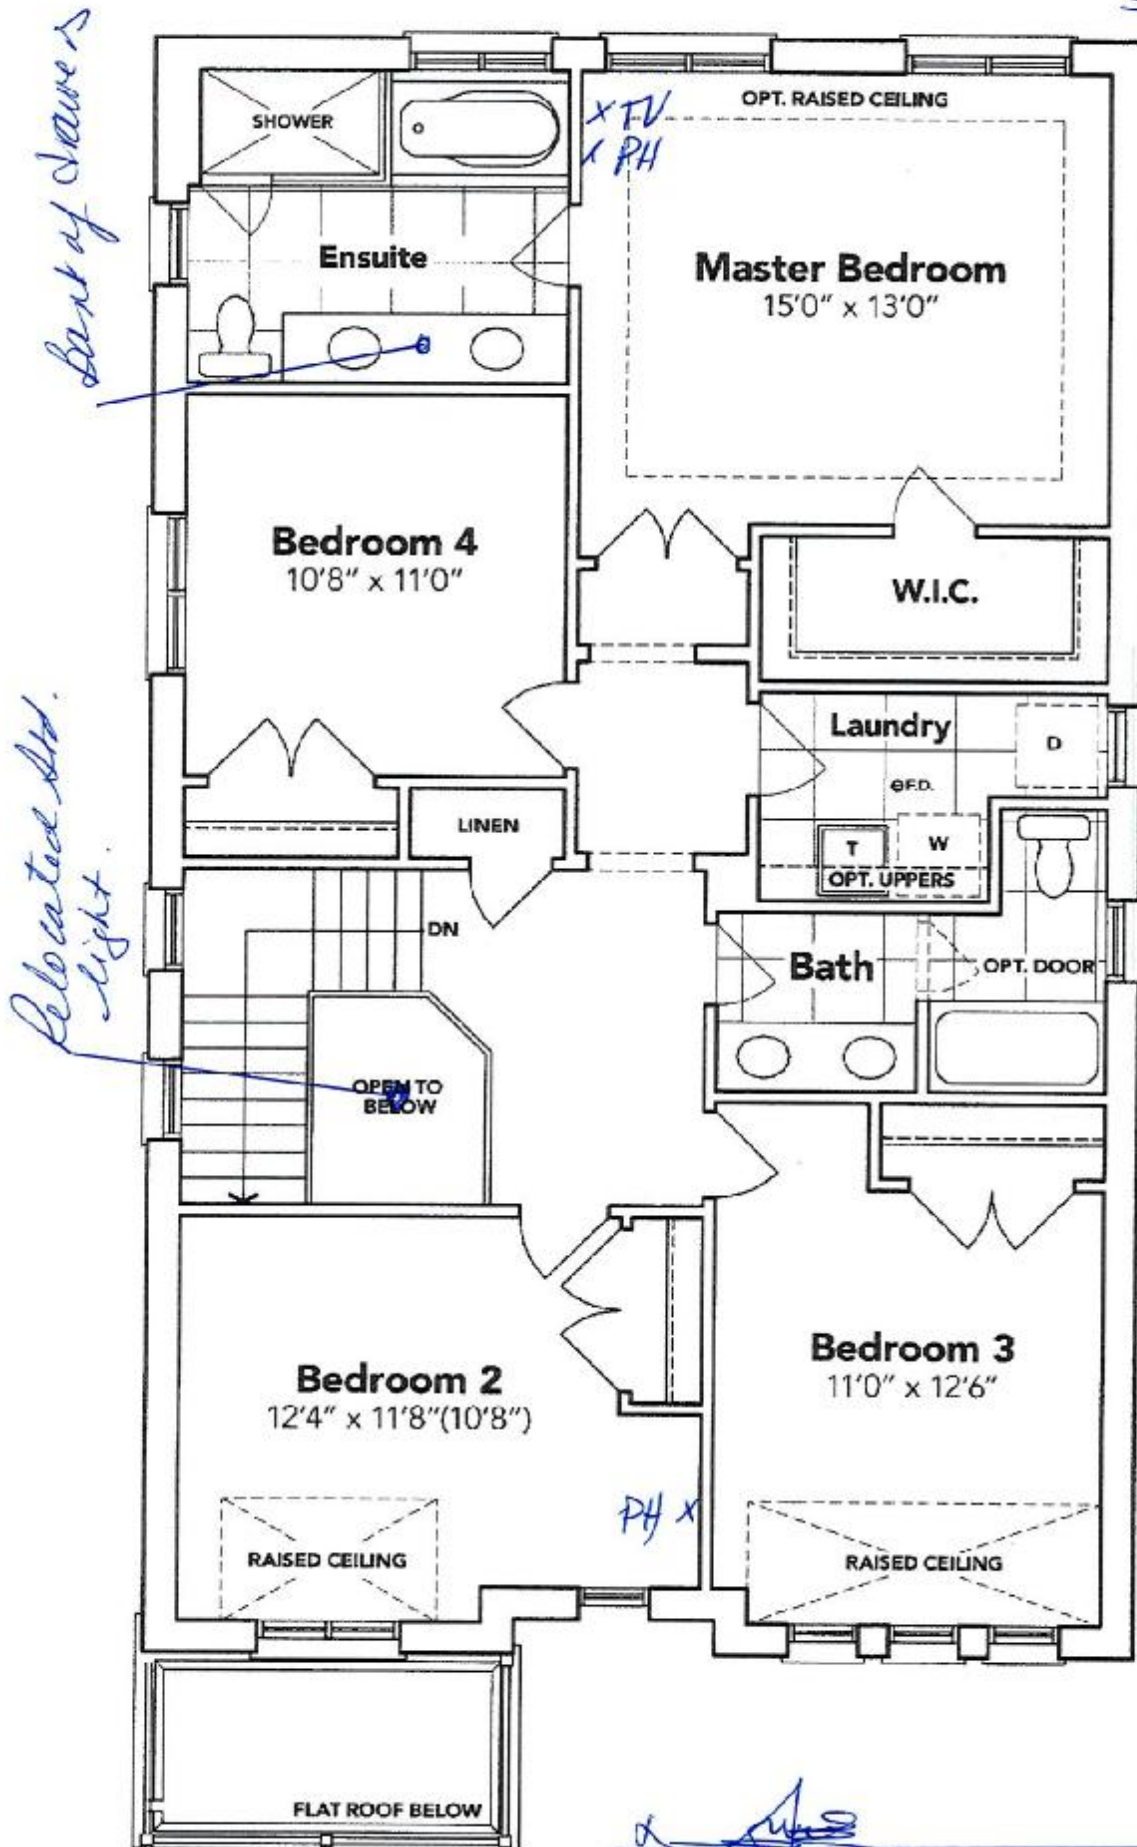 Bank of drawers
SHOWER
OPT. RAISED CEILING
x TV
x PH
Ensuite
Master Bedroom
15'0" x 13'0"
Bedroom 4
10'8" x 11'0"
W.I.C.
Laundry
D
F.D.
Relocated std.
light.
LINEN
T
W
OPT. UPPERS
DN
Bath
OPT. DOOR
OPEN TO
BELOW
Bedroom 2
12'4" x 11'8"(10'8")
Bedroom 3
11'0" x 12'6"
PH x
RAISED CEILING
RAISED CEILING
FLAT ROOF BELOW